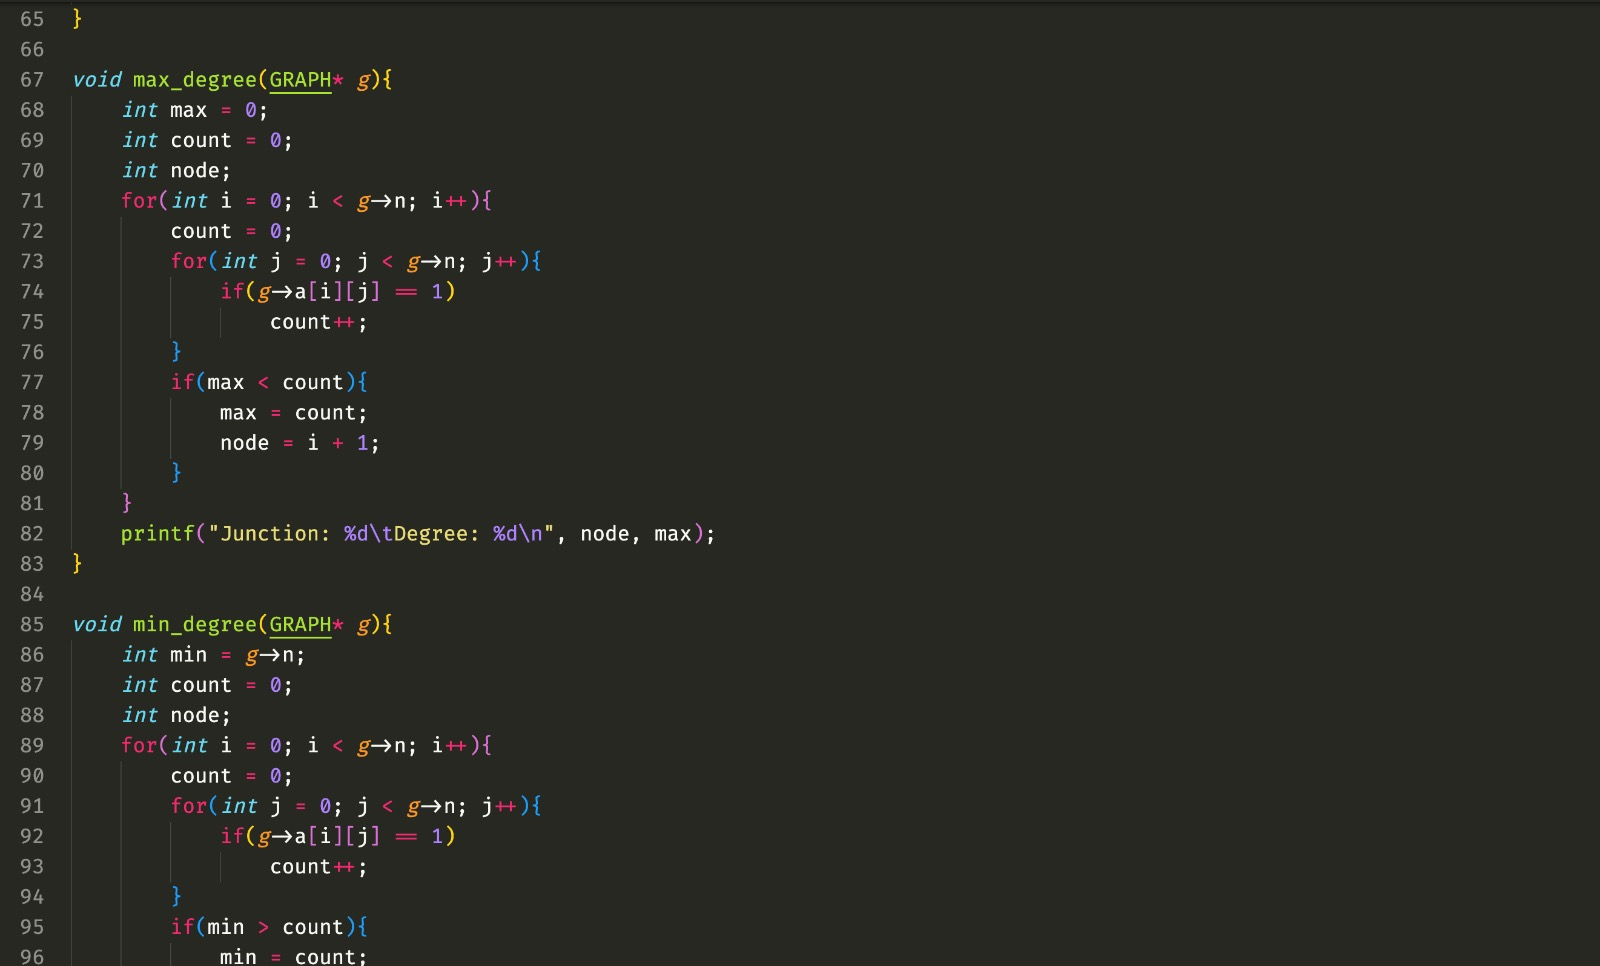 65 }
66
67 void max_degree(GRAPH* g){
68     int max = 0;
69     int count = 0;
70     int node;
71     for(int i = 0; i < g->n; i++){
72         count = 0;
73         for(int j = 0; j < g->n; j++){
74             if(g->a[i][j] == 1)
75                 count++;
76         }
77         if(max < count){
78             max = count;
79             node = i + 1;
80         }
81     }
82     printf("Junction: %d\tDegree: %d\n", node, max);
83 }
84
85 void min_degree(GRAPH* g){
86     int min = g->n;
87     int count = 0;
88     int node;
89     for(int i = 0; i < g->n; i++){
90         count = 0;
91         for(int j = 0; j < g->n; j++){
92             if(g->a[i][j] == 1)
93                 count++;
94         }
95         if(min > count){
96             min = count;